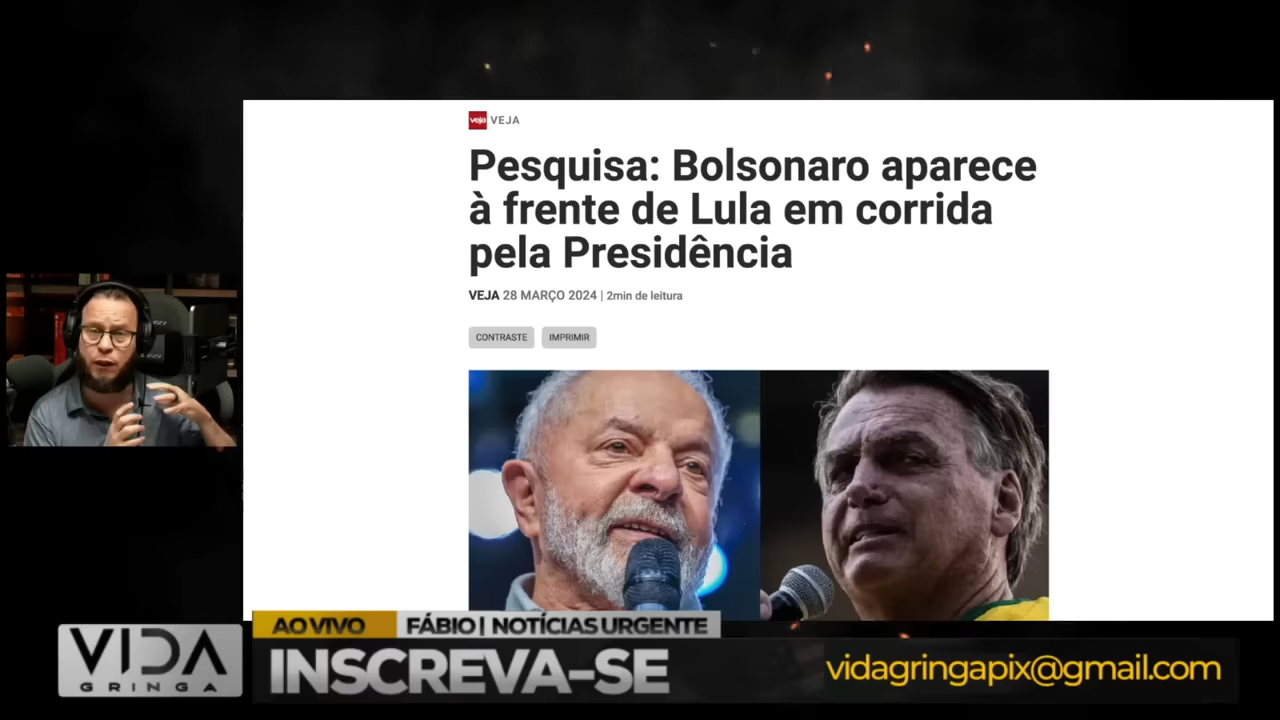 veja VEJA
Pesquisa: Bolsonaro aparece
à frente de Lula em corrida
pela Presidência
VEJA 28 MARÇO 2024 | 2min de leitura
CONTRASTE IMPRIMIR
AO VIVO FÁBIO| NOTÍCIAS URGENTE
VIDA
GRINGA
INSCREVA-SE
vidagringapix@gmail.com